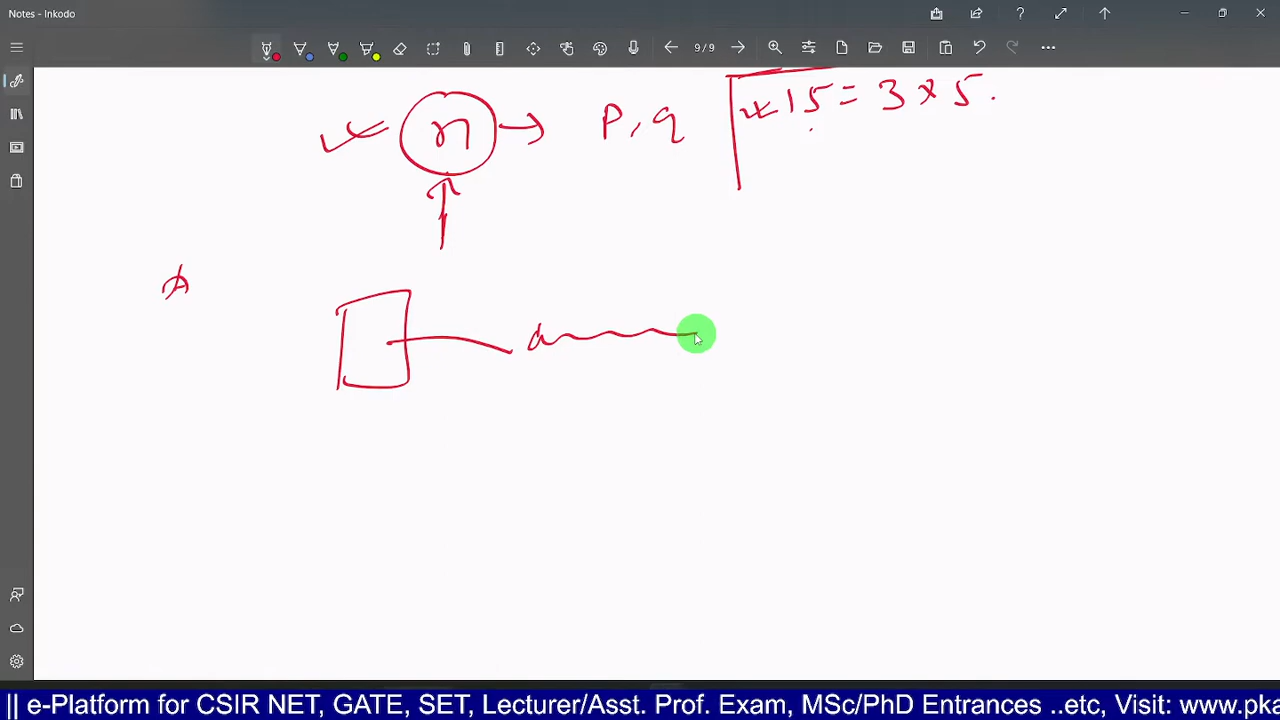 Notes - Inkodo
9/9
n → p, q
15 = 3 × 5.
|| e-Platform for CSIR NET, GATE, SET, Lecturer/Asst. Prof. Exam, MSc/PhD Entrances ..etc, Visit: www.pka